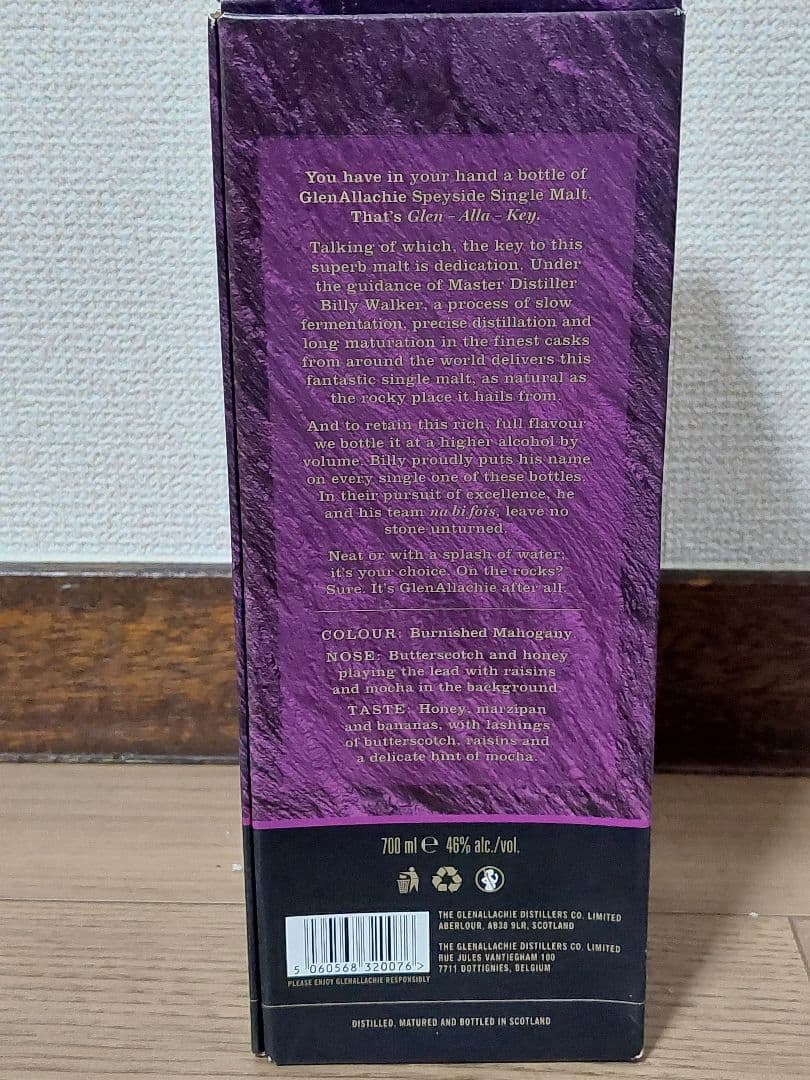 You have in your hand a bottle of
GlenAllachie Speyside Single Malt.
That's Glen – Alla – Key.
Talking of which, the key to this
superb malt is dedication. Under
the guidance of Master Distiller
Billy Walker, a process of slow
fermentation, precise distillation and
long maturation in the finest casks
from around the world delivers this
fantastic single malt, as natural as
the rocky place it hails from.
And to retain this rich, full flavour
we bottle it at a higher alcohol by
volume. Billy proudly puts his name
on every single one of these bottles.
In their pursuit of excellence, he
and his team na bi fois, leave no
stone unturned.
Neat or with a splash of water;
it's your choice. On the rocks?
Sure. It's GlenAllachie after all.
COLOUR: Burnished Mahogany
NOSE: Butterscotch and honey
playing the lead with raisins
and mocha in the background
TASTE: Honey, marzipan
and bananas, with lashings
of butterscotch, raisins and
a delicate hint of mocha.
700 ml e 46% alc./vol.
THE GLENALLACHIE DISTILLERS CO. LIMITED
ABERLOUR, AB38 9LR, SCOTLAND
THE GLENALLACHIE DISTILLERS CO. LIMITED
RUE JULES VANTIEGHAM 100
7711 DOTTIGNIES, BELGIUM
5 060568 320076 >
PLEASE ENJOY GLENALLACHIE RESPONSIBLY
DISTILLED, MATURED AND BOTTLED IN SCOTLAND